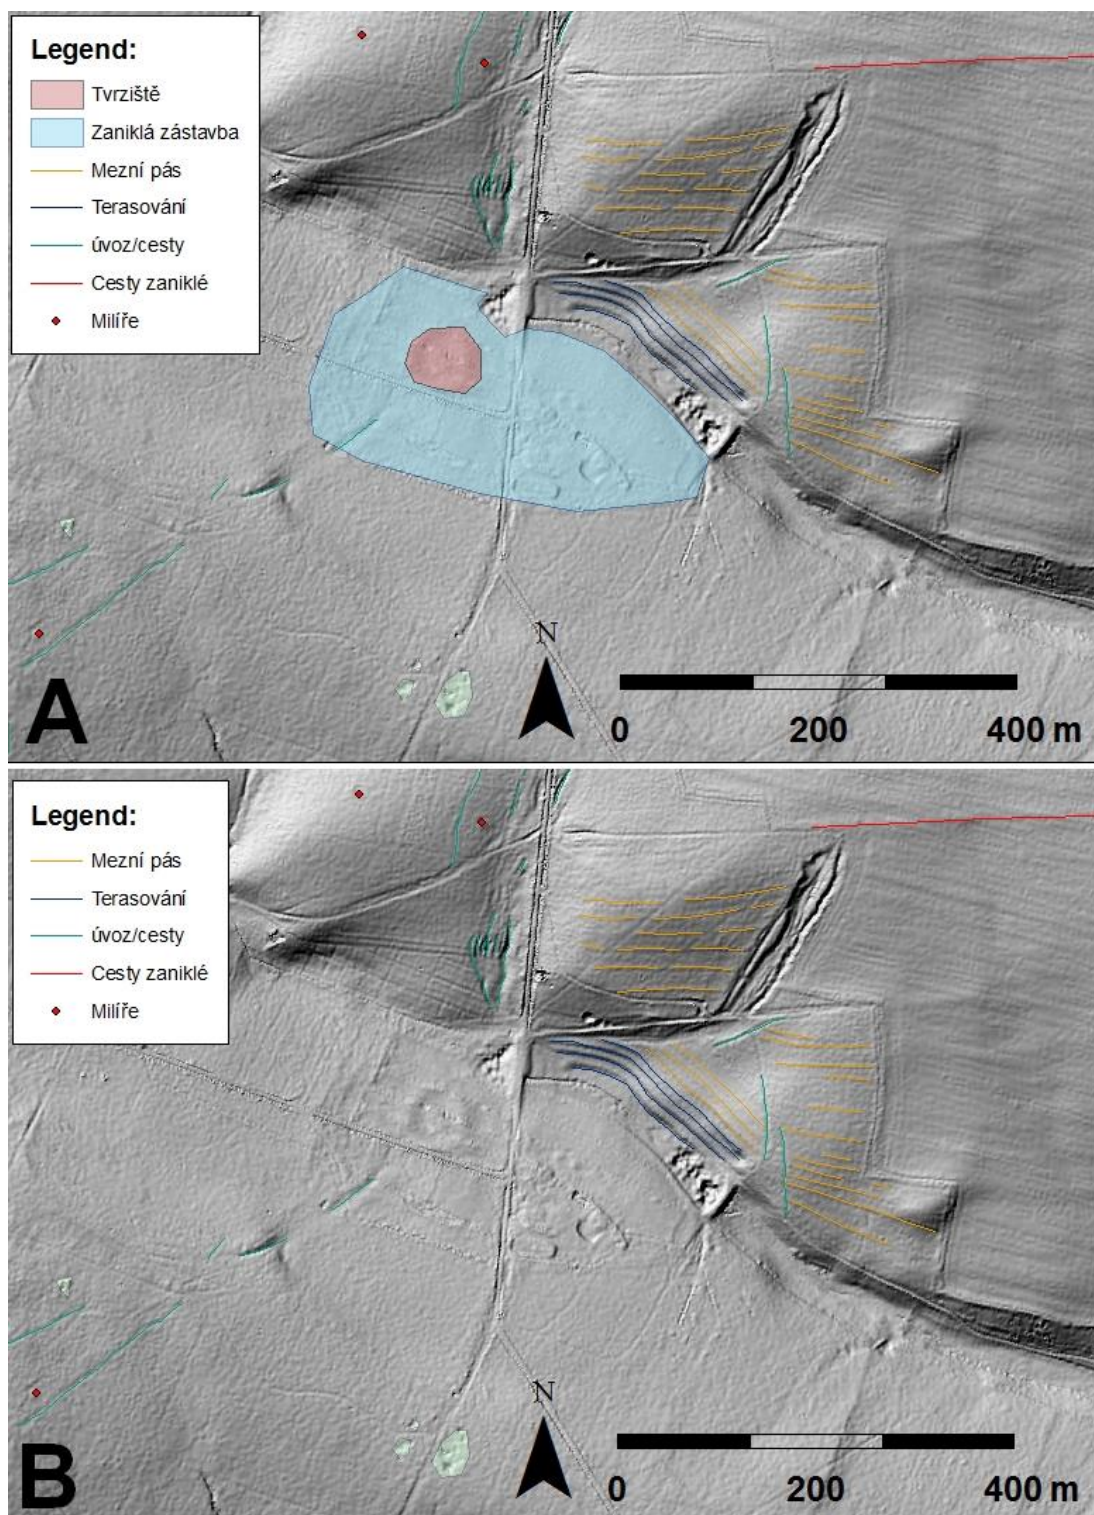 Legend:
Tvrziště
Zaniklá zástavba
Mezní pás
Terasování
úvoz/cesty
Cesty zaniklé
Milíře
N
A
0 200 400 m
Legend:
Mezní pás
Terasování
úvoz/cesty
Cesty zaniklé
Milíře
N
B
0 200 400 m